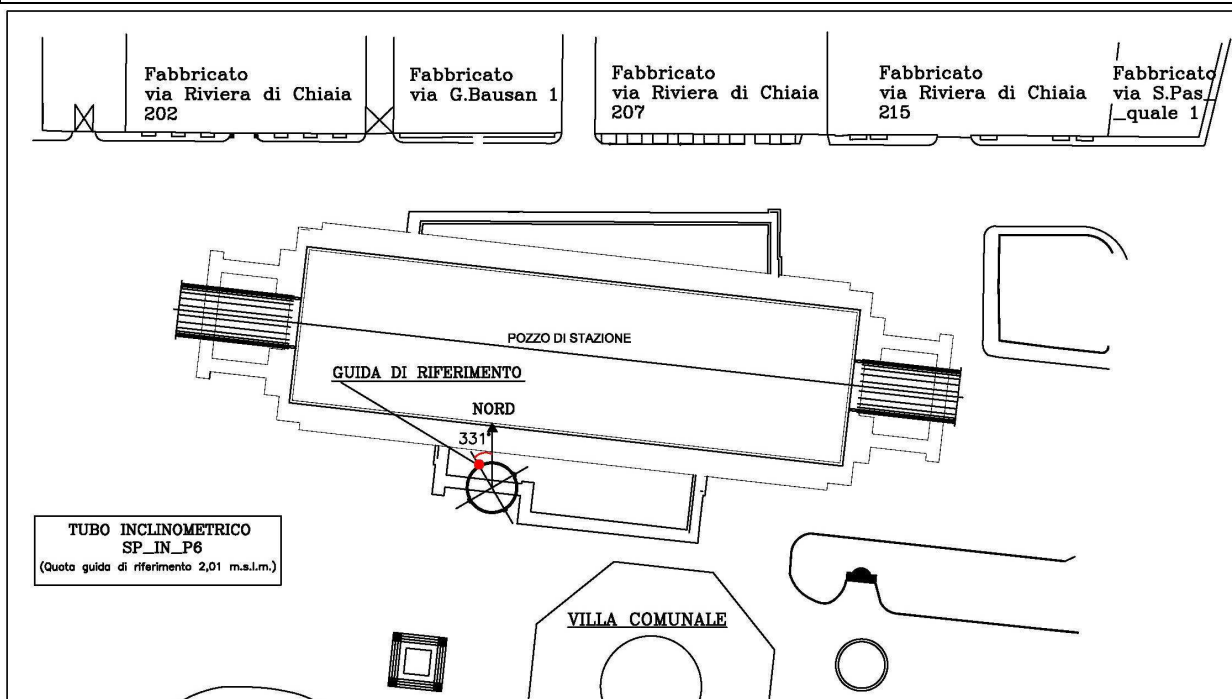 Fabbricato
via Riviera di Chiaia
202
Fabbricato
via G.Bausan 1
Fabbricato
via Riviera di Chiaia
207
Fabbricato
via Riviera di Chiaia
215
Fabbricato
via S.Pas_
_quale 1
POZZO DI STAZIONE
GUIDA DI RIFERIMENTO
NORD
331°
TUBO INCLINOMETRICO
SP_IN_P6
(Quota guida di riferimento 2,01 m.s.l.m.)
VILLA COMUNALE